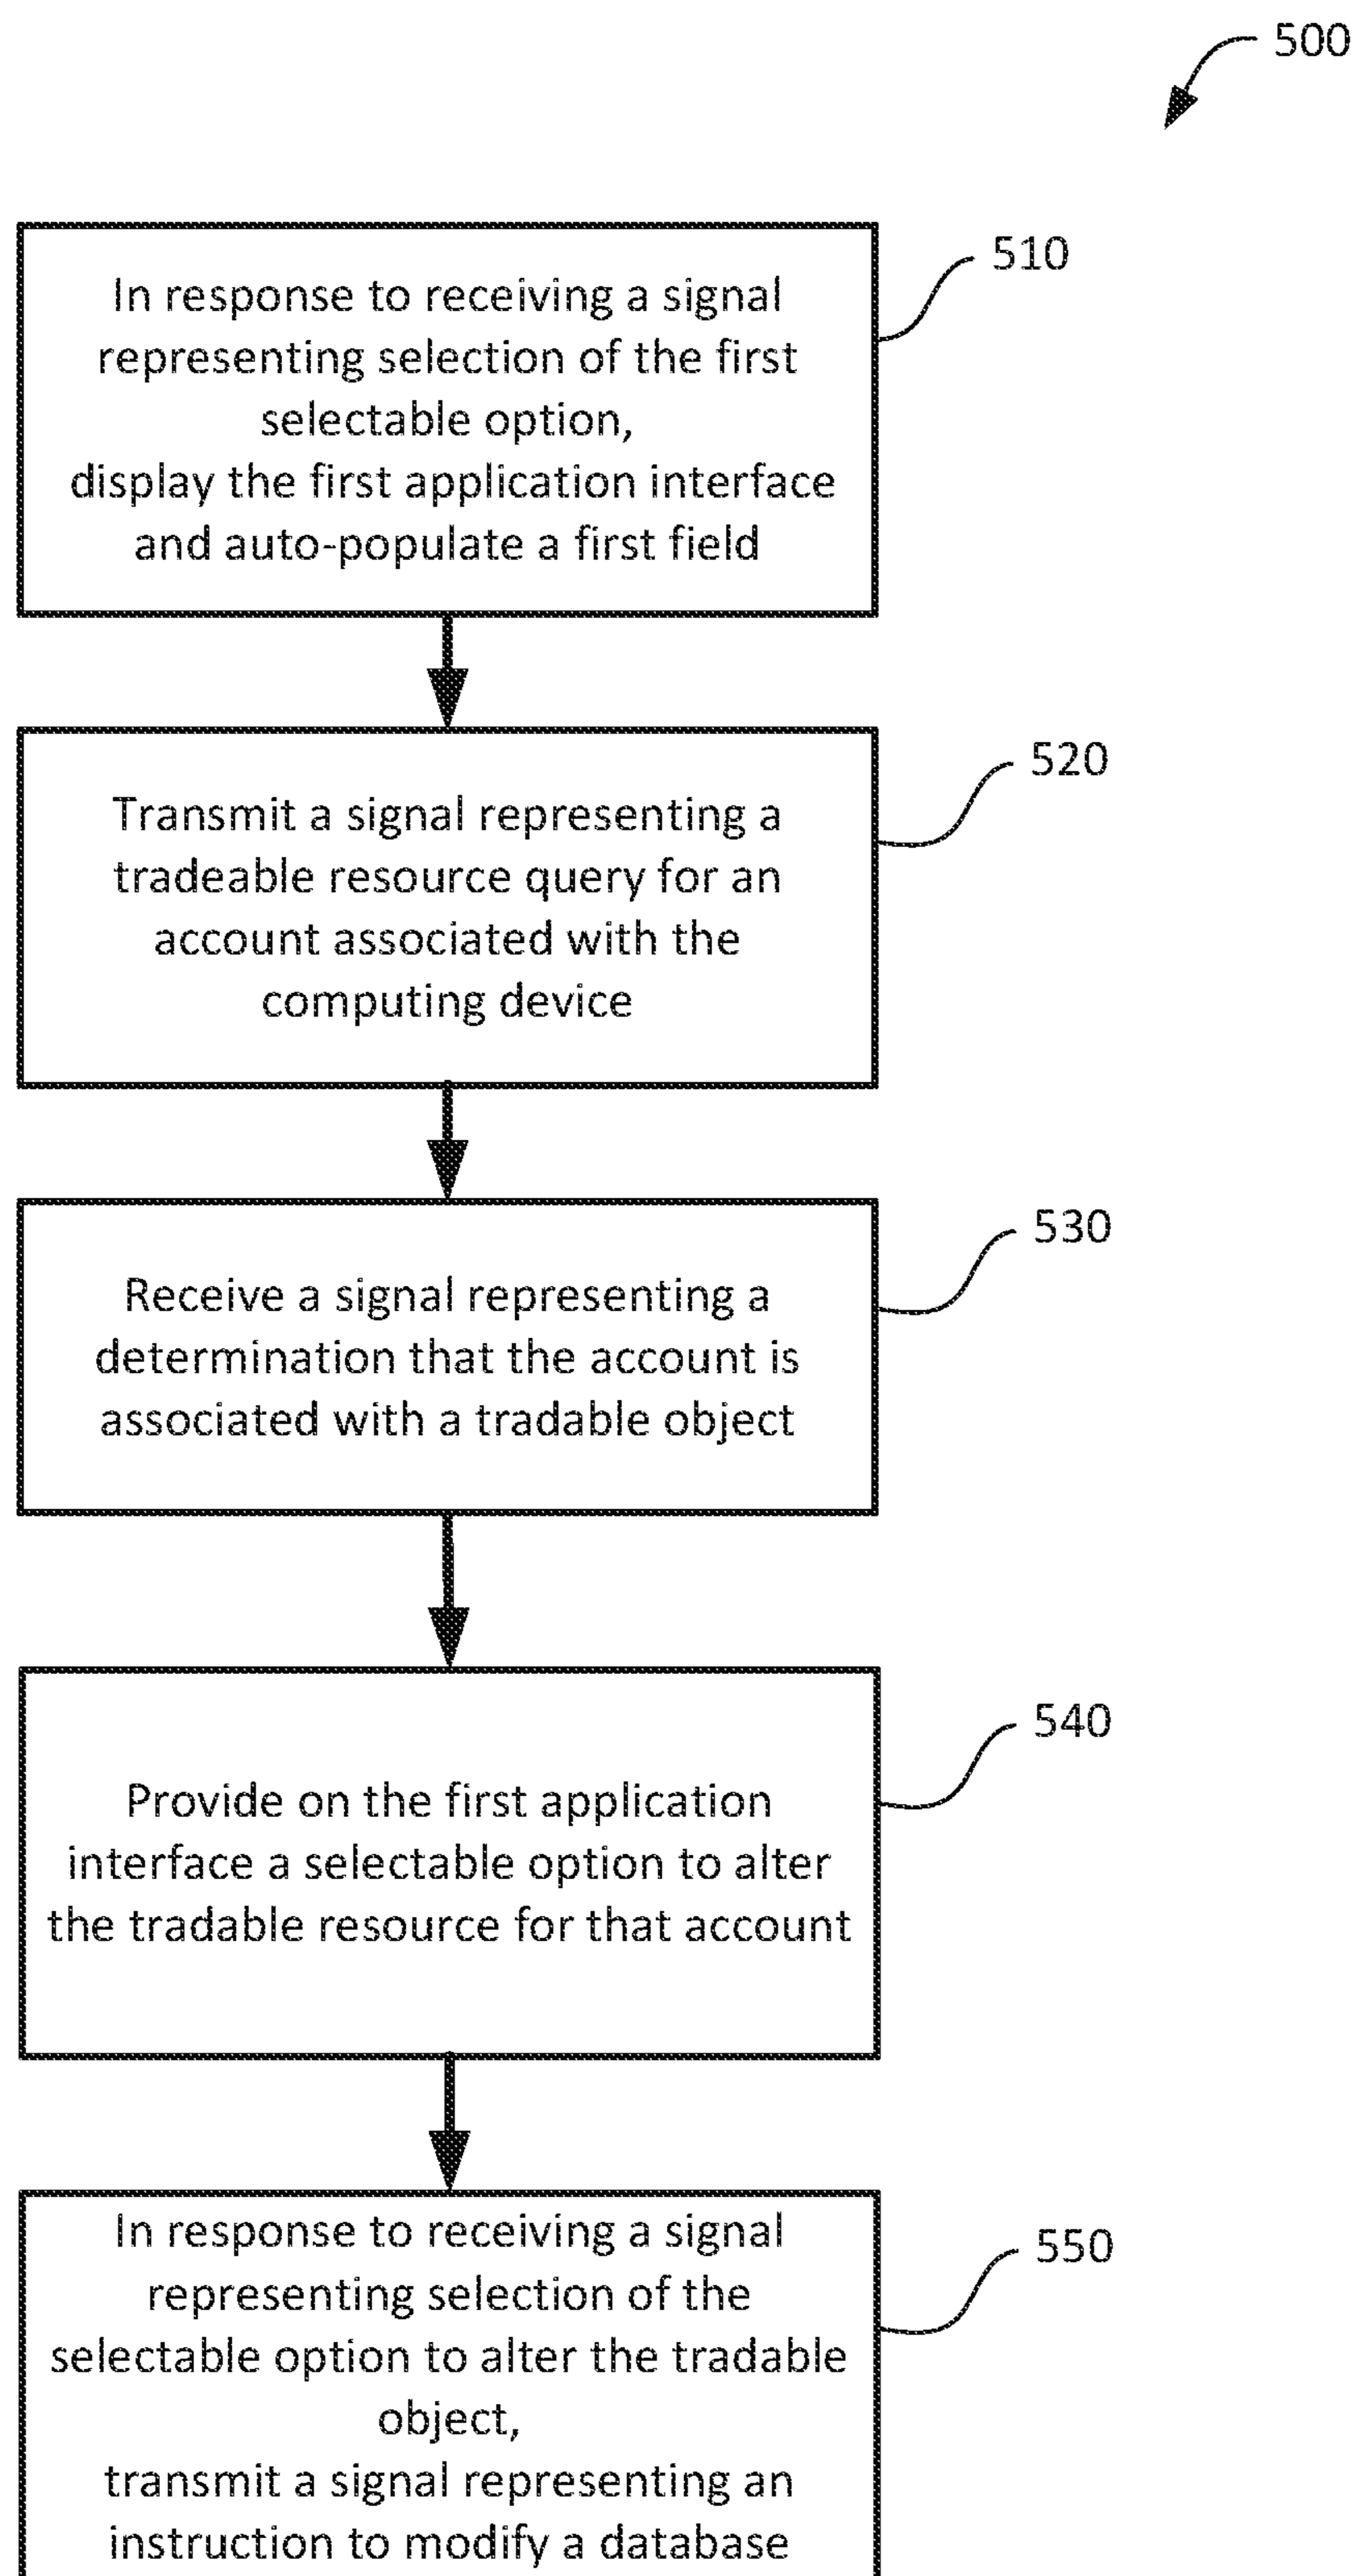 500
510
In response to receiving a signal
representing selection of the first
selectable option,
display the first application interface
and auto-populate a first field
520
Transmit a signal representing a
tradeable resource query for an
account associated with the
computing device
530
Receive a signal representing a
determination that the account is
associated with a tradable object
540
Provide on the first application
interface a selectable option to alter
the tradable resource for that account
550
In response to receiving a signal
representing selection of the
selectable option to alter the tradable
object,
transmit a signal representing an
instruction to modify a database